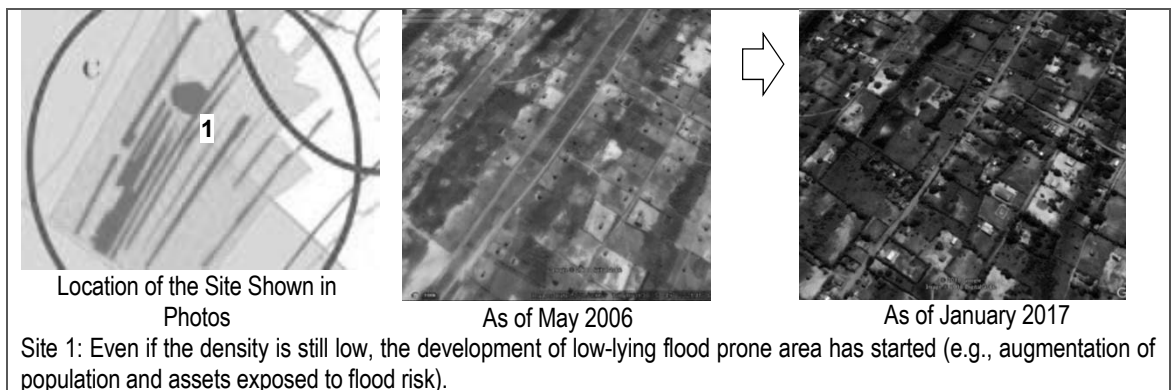 C
1
Location of the Site Shown in
Photos
As of May 2006
As of January 2017
Site 1: Even if the density is still low, the development of low-lying flood prone area has started (e.g., augmentation of
population and assets exposed to flood risk).